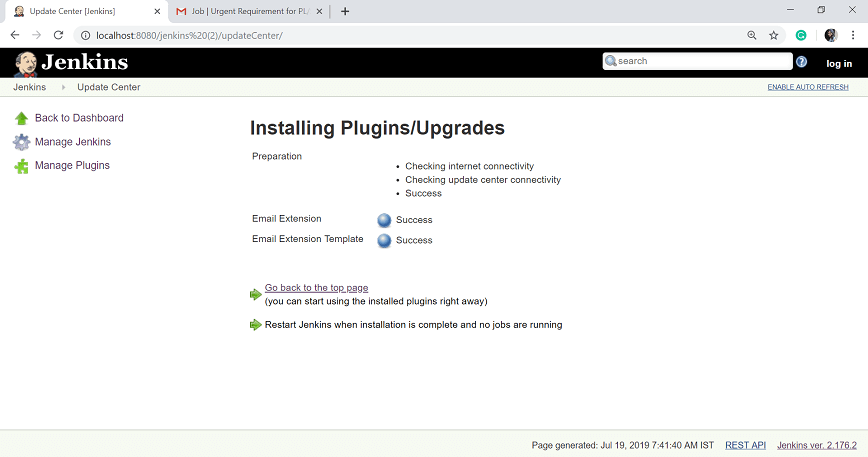 Update Center [Jenkins]
Job | Urgent Requirement for PL/
localhost:8080/jenkins%20(2)/updateCenter/
Jenkins
search
log in
Jenkins
Update Center
ENABLE AUTO REFRESH
Back to Dashboard
Manage Jenkins
Manage Plugins
Installing Plugins/Upgrades
Preparation
Checking internet connectivity
Checking update center connectivity
Success
Email Extension
Success
Email Extension Template
Success
Go back to the top page
(you can start using the installed plugins right away)
Restart Jenkins when installation is complete and no jobs are running
Page generated: Jul 19, 2019 7:41:40 AM IST
REST API
Jenkins ver. 2.176.2